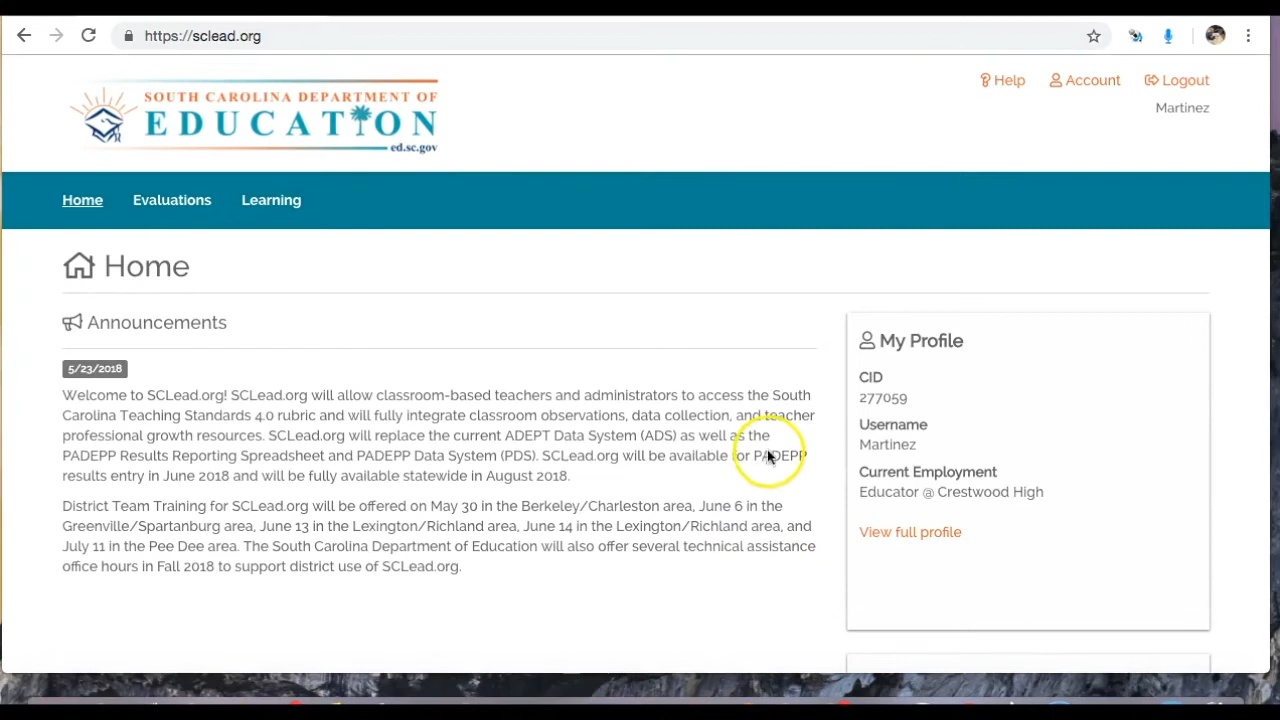 https://sclead.org
SOUTH CAROLINA DEPARTMENT OF
EDUCATION
ed.sc.gov
Help
Account
Logout
Martinez
Home
Evaluations
Learning
Home
Announcements
5/23/2018
Welcome to SCLead.org! SCLead.org will allow classroom-based teachers and administrators to access the South
Carolina Teaching Standards 4.0 rubric and will fully integrate classroom observations, data collection, and teacher
professional growth resources. SCLead.org will replace the current ADEPT Data System (ADS) as well as the
PADEPP Results Reporting Spreadsheet and PADEPP Data System (PDS). SCLead.org will be available for PADEPP
results entry in June 2018 and will be fully available statewide in August 2018.
District Team Training for SCLead.org will be offered on May 30 in the Berkeley/Charleston area, June 6 in the
Greenville/Spartanburg area, June 13 in the Lexington/Richland area, June 14 in the Lexington/Richland area, and
July 11 in the Pee Dee area. The South Carolina Department of Education will also offer several technical assistance
office hours in Fall 2018 to support district use of SCLead.org.
My Profile
CID
277059
Username
Martinez
Current Employment
Educator @ Crestwood High
View full profile